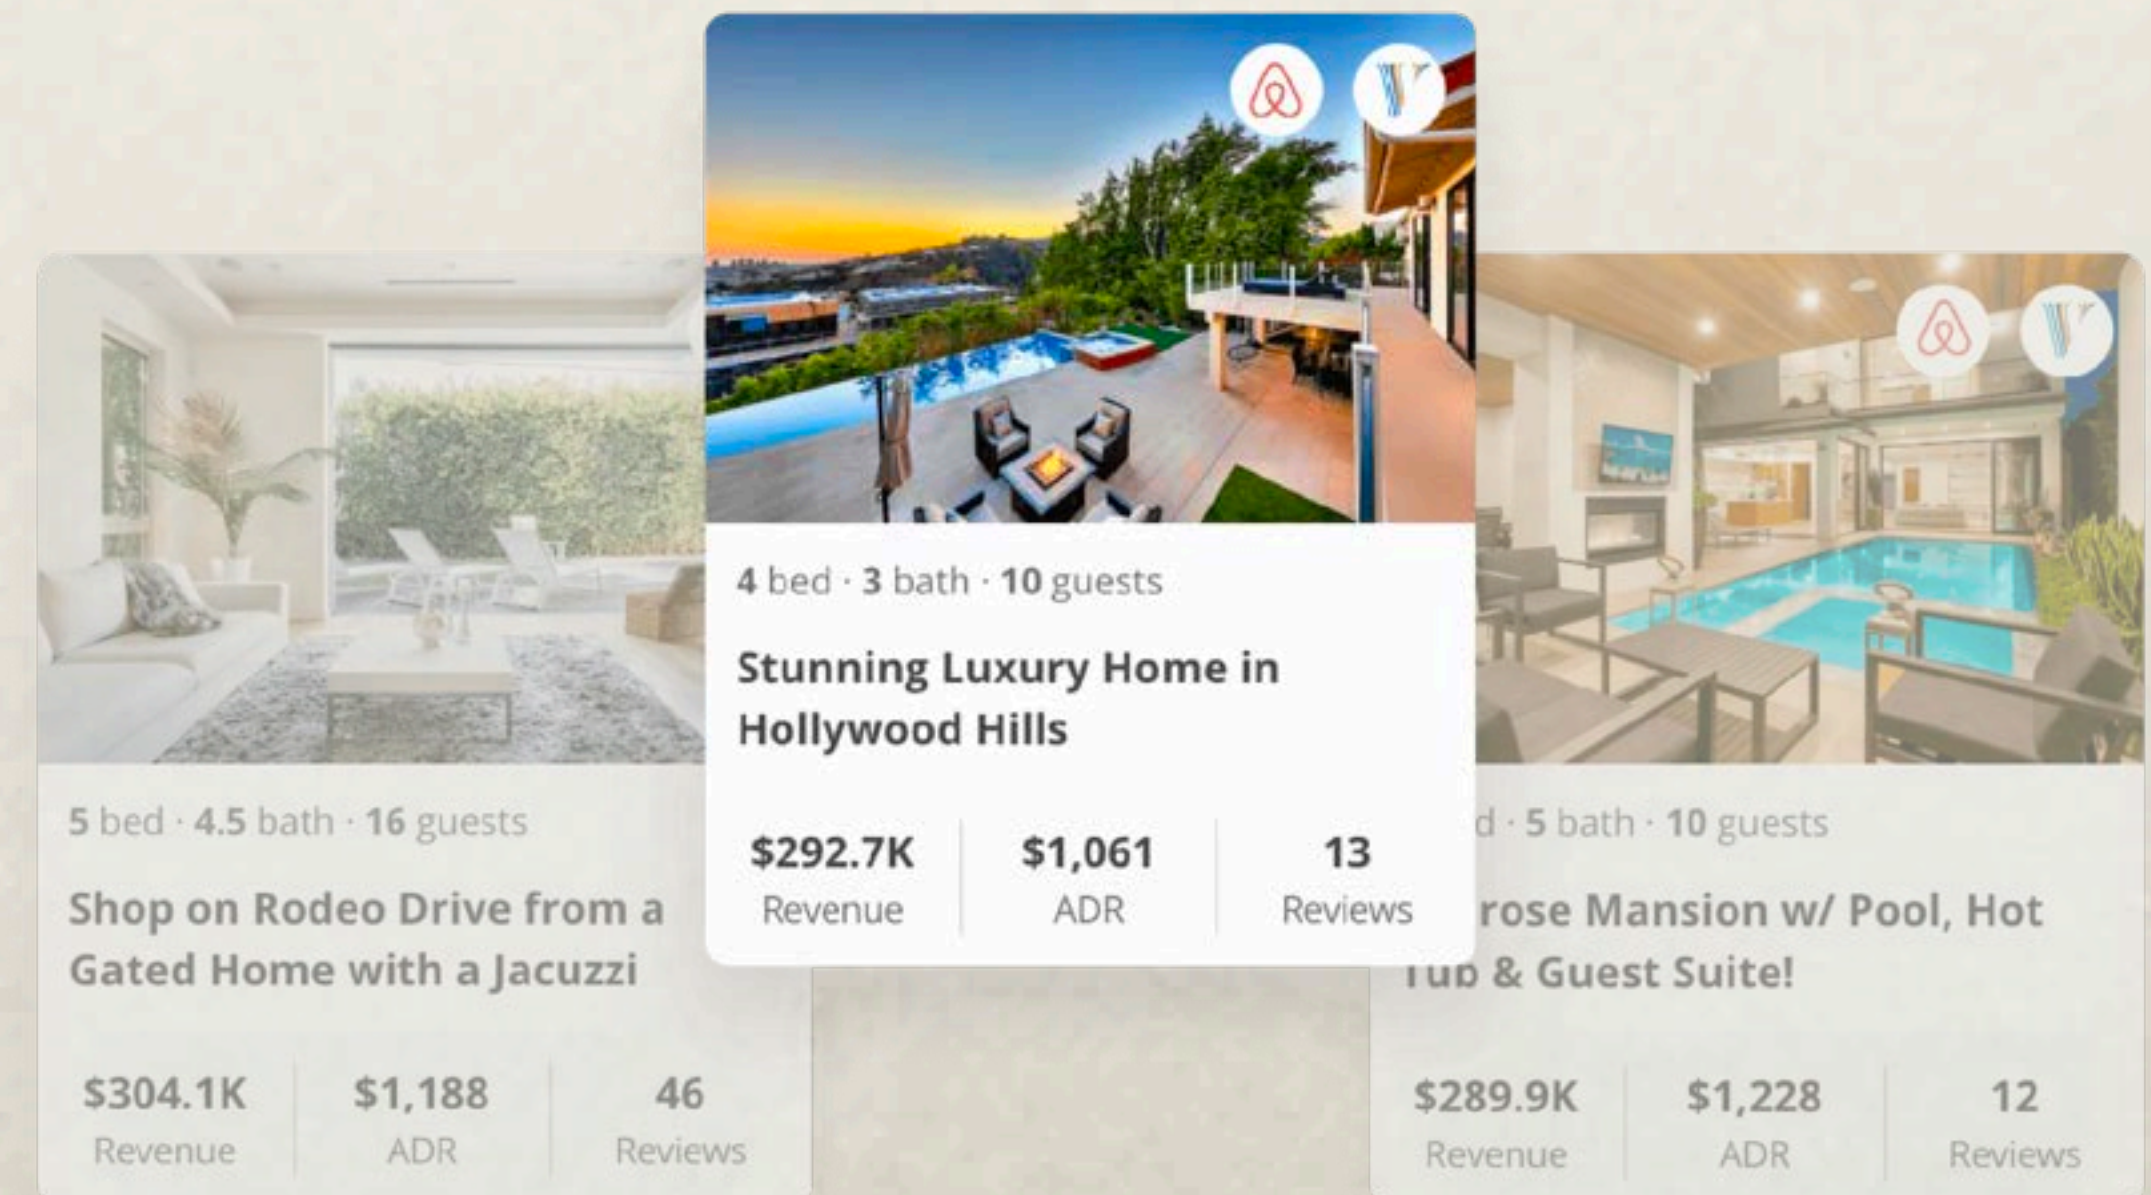 4 bed · 3 bath · 10 guests
Stunning Luxury Home in
Hollywood Hills
$292.7K
$1,061
13
Revenue
ADR
Reviews
5 bed · 4.5 bath · 16 guests
Shop on Rodeo Drive from a
Gated Home with a Jacuzzi
$304.1K
$1,188
46
Revenue
ADR
Reviews
d · 5 bath · 10 guests
rose Mansion w/ Pool, Hot
Tub & Guest Suite!
$289.9K
$1,228
12
Revenue
ADR
Reviews